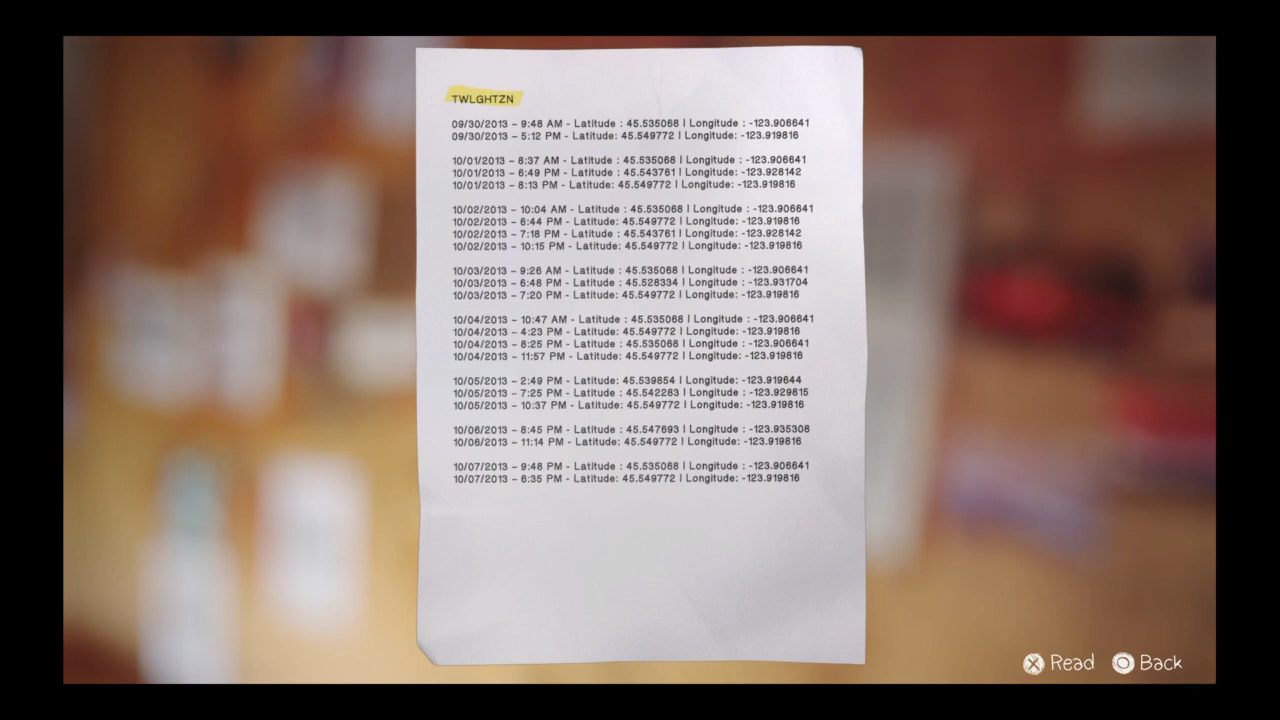 TWLGHTZN
09/30/2013 – 9:48 AM - Latitude : 45.535068 | Longitude : -123.906641
09/30/2013 – 5:12 PM - Latitude: 45.549772 | Longitude: -123.919816
10/01/2013 – 8:37 AM - Latitude : 45.535068 | Longitude : -123.906641
10/01/2013 – 6:49 PM - Latitude : 45.543761 | Longitude : -123.928142
10/01/2013 – 8:13 PM - Latitude: 45.549772 | Longitude: -123.919816
10/02/2013 – 10:04 AM - Latitude : 45.535068 | Longitude : -123.906641
10/02/2013 – 6:44 PM - Latitude: 45.549772 | Longitude: -123.919816
10/02/2013 – 7:18 PM - Latitude : 45.543761 | Longitude : -123.928142
10/02/2013 – 10:15 PM - Latitude: 45.549772 | Longitude: -123.919816
10/03/2013 – 9:26 AM - Latitude : 45.535068 | Longitude : -123.906641
10/03/2013 – 6:48 PM - Latitude : 45.528334 | Longitude : -123.931704
10/03/2013 – 7:20 PM - Latitude: 45.549772 | Longitude: -123.919816
10/04/2013 – 10:47 AM - Latitude : 45.535068 | Longitude : -123.906641
10/04/2013 – 4:23 PM - Latitude: 45.549772 | Longitude: -123.919816
10/04/2013 – 8:25 PM - Latitude : 45.535068 | Longitude : -123.906641
10/04/2013 – 11:57 PM - Latitude: 45.549772 | Longitude: -123.919816
10/05/2013 – 2:49 PM - Latitude: 45.539854 | Longitude: -123.919644
10/05/2013 – 7:25 PM - Latitude : 45.542283 | Longitude : -123.929815
10/05/2013 – 10:37 PM - Latitude: 45.549772 | Longitude: -123.919816
10/06/2013 – 8:45 PM - Latitude : 45.547693 | Longitude : -123.935308
10/06/2013 – 11:14 PM - Latitude: 45.549772 | Longitude: -123.919816
10/07/2013 – 9:48 PM - Latitude : 45.535068 | Longitude : -123.906641
10/07/2013 – 6:35 PM - Latitude: 45.549772 | Longitude: -123.919816
Read Back